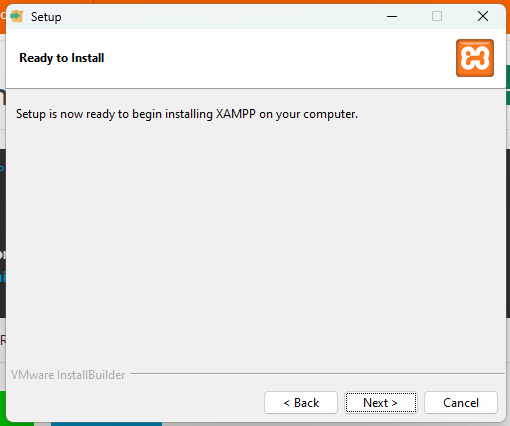 Setup
Ready to Install
Setup is now ready to begin installing XAMPP on your computer.
VMware InstallBuilder
< Back
Next >
Cancel